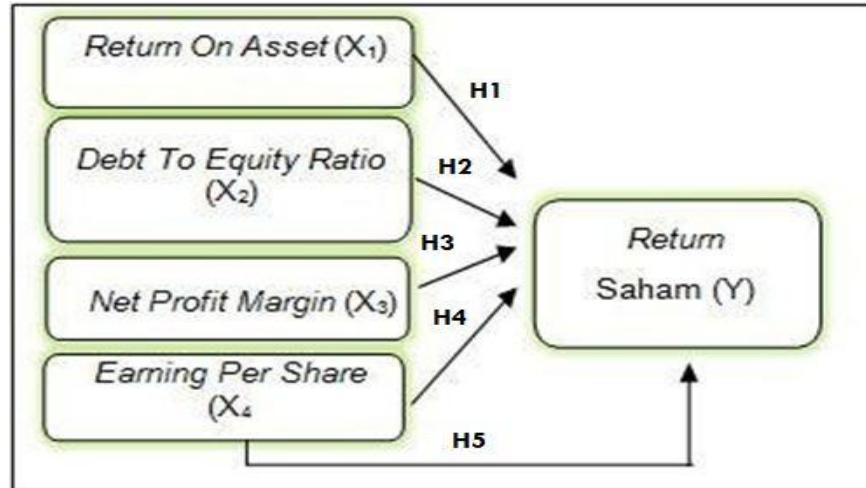 Return On Asset (X₁)
H1
Debt To Equity Ratio
(X₂)
H2
H3
Net Profit Margin (X₃)
H4
Earning Per Share
(X₄
H5
Return
Saham (Y)